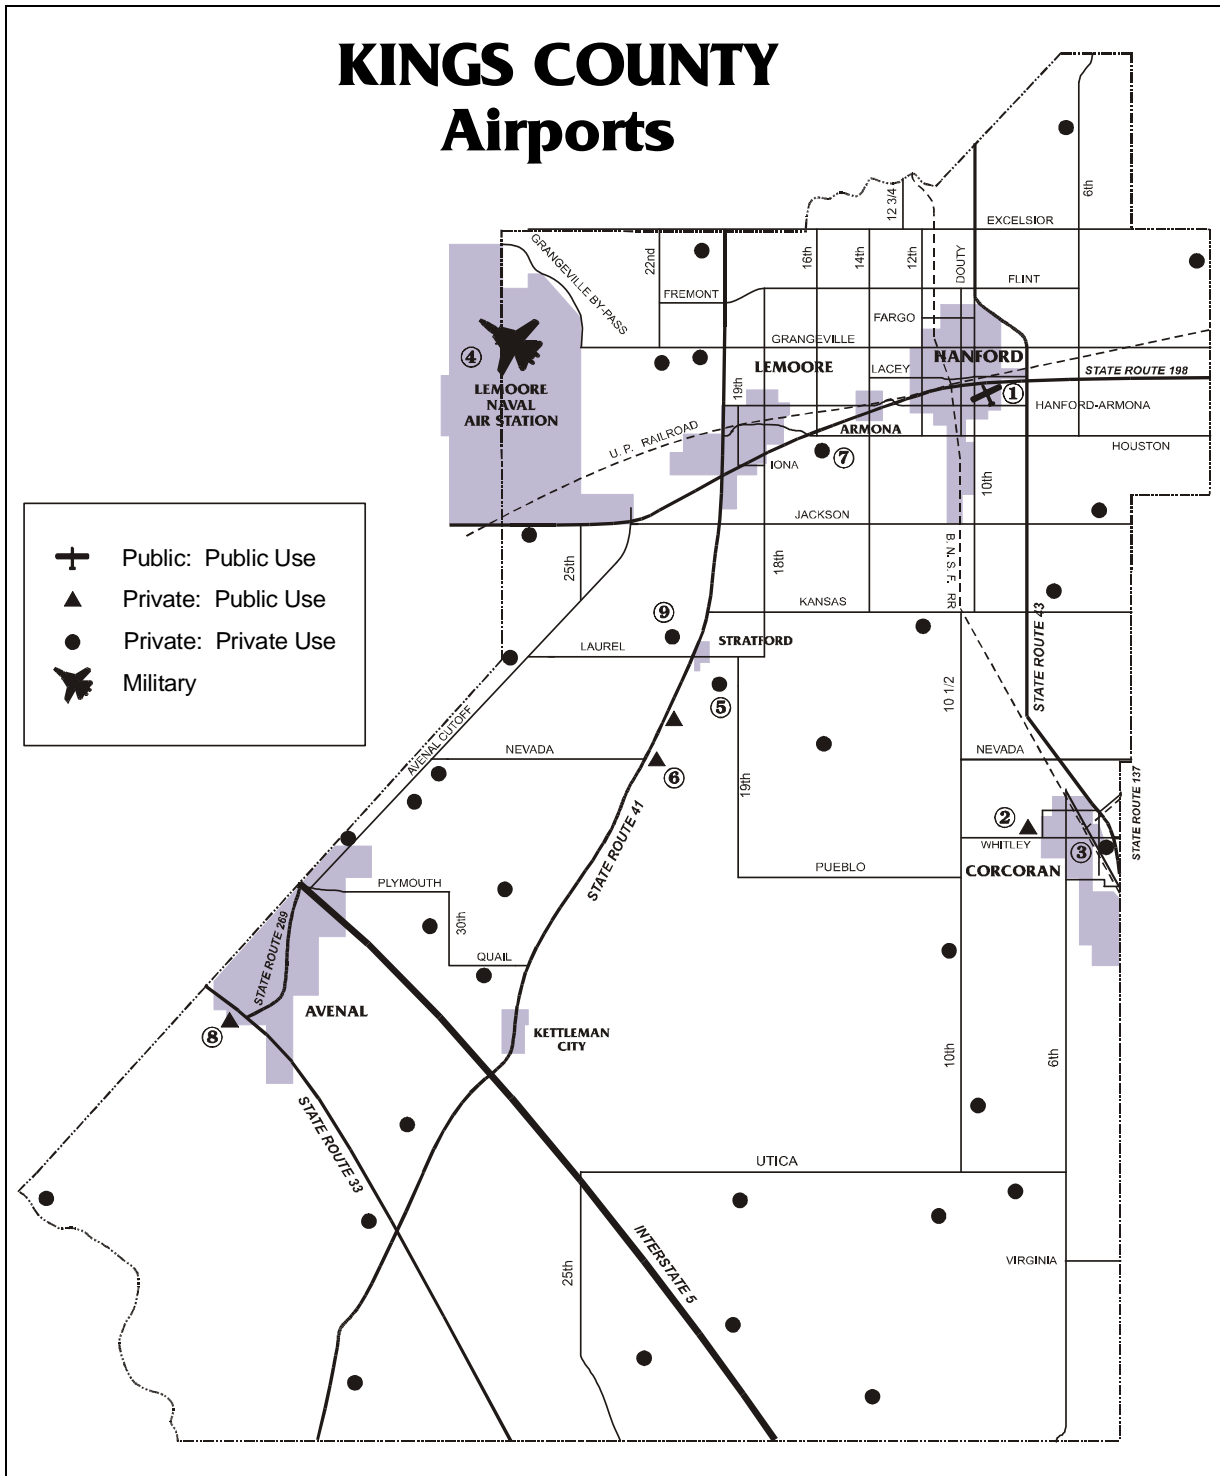 KINGS COUNTY
Airports
12 3/4
6th
EXCELSIOR
GRANGEVILLE BY-PASS
22nd
16th
14th
12th
DOUTY
FLINT
FREMONT
FARGO
GRANGEVILLE
HANFORD
4
LEMOORE
LACEY
STATE ROUTE 198
LEMOORE
NAVAL
AIR STATION
19th
1
HANFORD-ARMONA
U. P. RAILROAD
ARMONA
HOUSTON
7
IONA
10th
JACKSON
Public: Public Use
Private: Public Use
Private: Private Use
Military
25th
18th
B. N. S. F. RR
KANSAS
9
STATE ROUTE 43
LAUREL
STRATFORD
5
10 1/2
AVENAL CUTOFF
NEVADA
NEVADA
6
19th
STATE ROUTE 137
STATE ROUTE 41
2
WHITLEY
3
PUEBLO
CORCORAN
PLYMOUTH
30th
STATE ROUTE 269
QUAIL
AVENAL
8
KETTLEMAN
CITY
10th
6th
STATE ROUTE 33
UTICA
INTERSTATE 5
25th
VIRGINIA